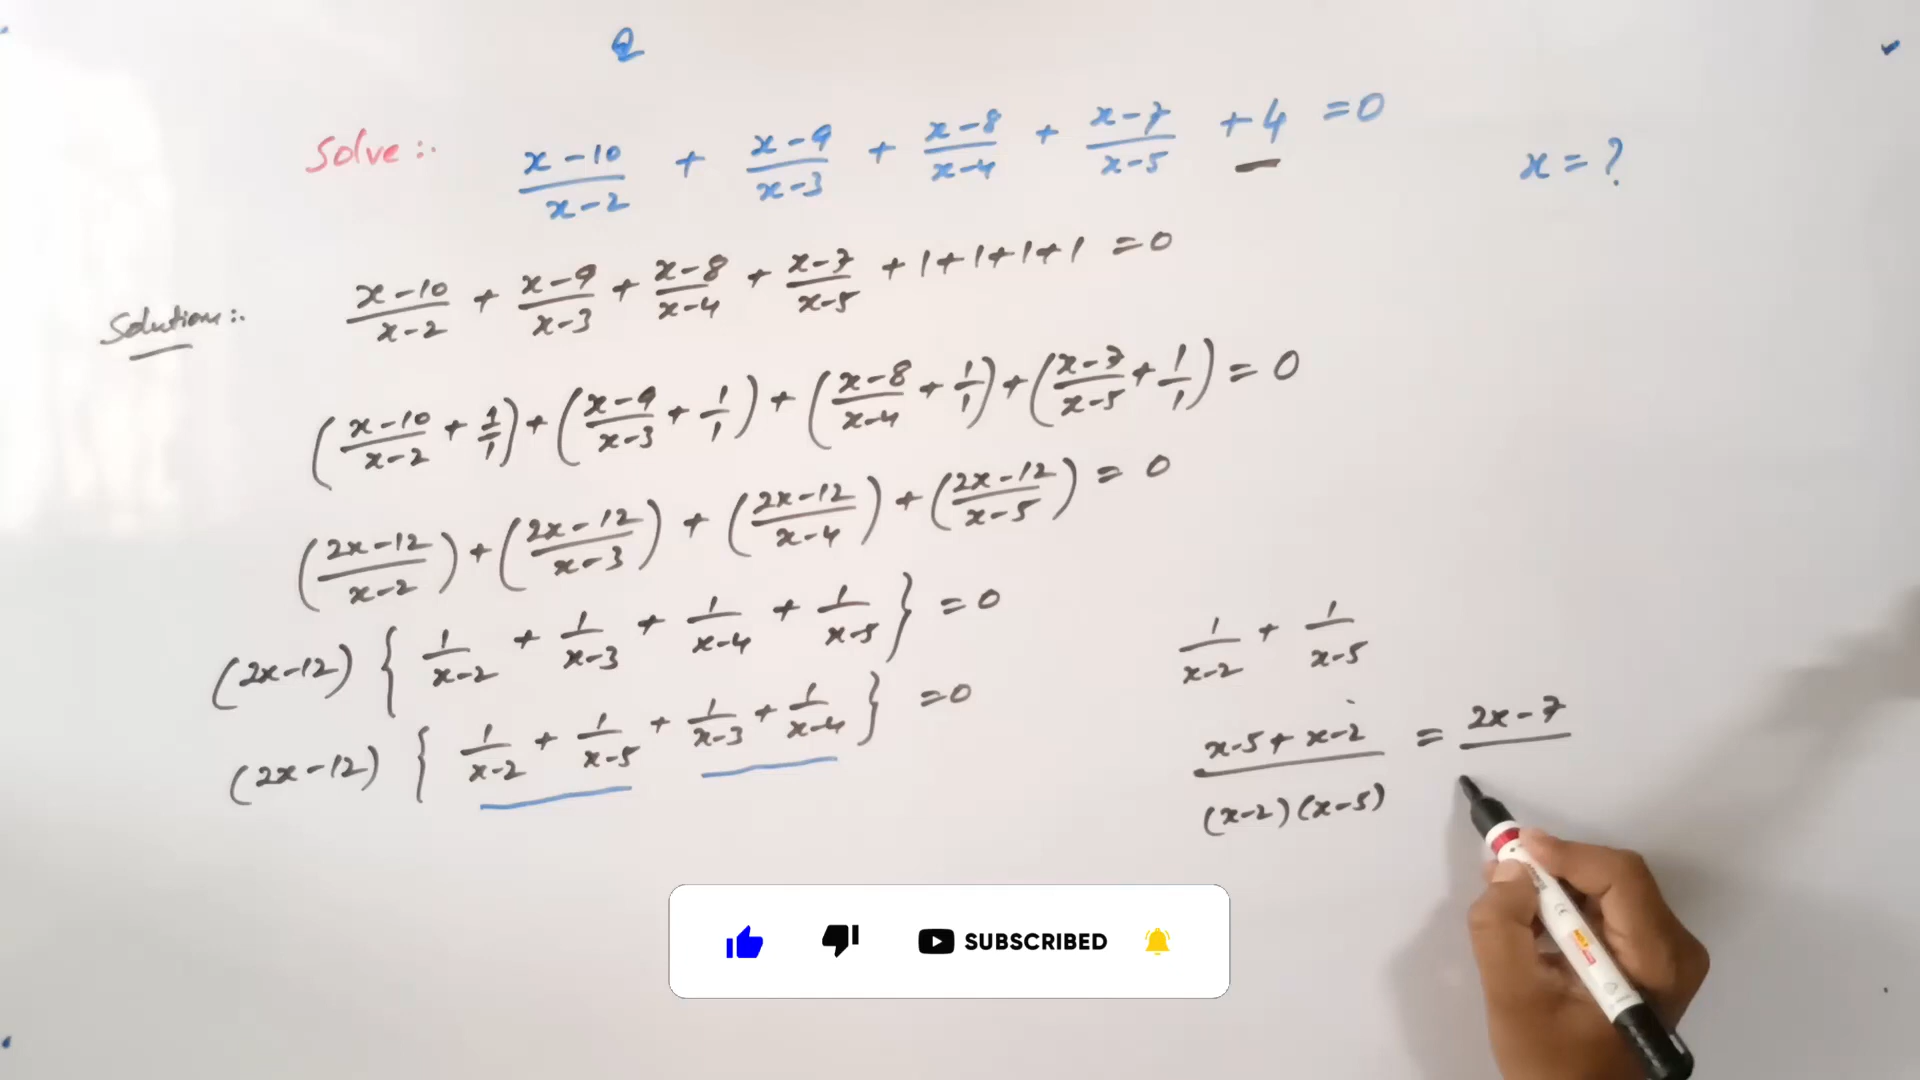 Q
Solve :. (x-10)/(x-2) + (x-9)/(x-3) + (x-8)/(x-4) + (x-7)/(x-5) +4 =0
x = ?
Solution:. (x-10)/(x-2) + (x-9)/(x-3) + (x-8)/(x-4) + (x-7)/(x-5) + 1+1+1+1 =0
((x-10)/(x-2) + 1/1) + ((x-9)/(x-3) + 1/1) + ((x-8)/(x-4) + 1/1) + ((x-7)/(x-5) + 1/1) = 0
((2x-12)/(x-2)) + ((2x-12)/(x-3)) + ((2x-12)/(x-4)) + ((2x-12)/(x-5)) = 0
(2x-12) { 1/(x-2) + 1/(x-3) + 1/(x-4) + 1/(x-5) } =0
(2x-12) { 1/(x-2) + 1/(x-5) + 1/(x-3) + 1/(x-4) } =0
1/(x-2) + 1/(x-5)
(x-5+x-2)/((x-2)(x-5)) = 2x-7
SUBSCRIBED